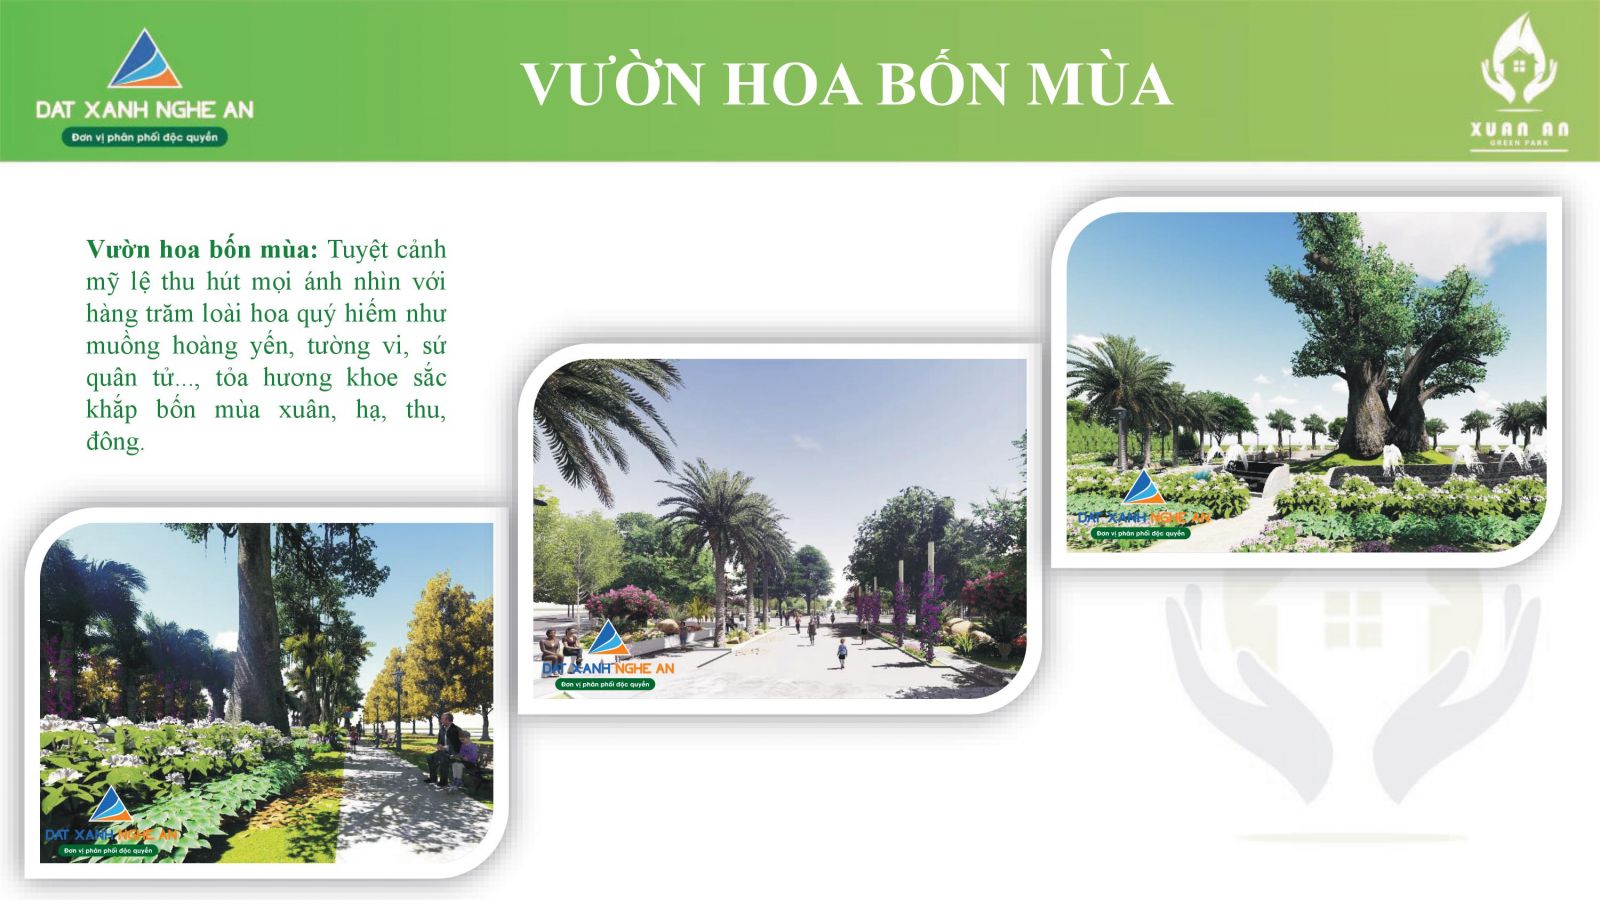 DAT XANH NGHE AN
Đơn vị phân phối độc quyền
VƯỜN HOA BỐN MÙA
XUAN AN
GREEN PARK
Vườn hoa bốn mùa: Tuyệt cảnh
mỹ lệ thu hút mọi ánh nhìn với
hàng trăm loài hoa quý hiếm như
muồng hoàng yến, tường vi, sứ
quân tử..., tỏa hương khoe sắc
khắp bốn mùa xuân, hạ, thu,
đông.
DAT XANH NGHE AN
Đơn vị phân phối độc quyền
DAT XANH NGHE AN
Đơn vị phân phối độc quyền
DAT XANH NGHE AN
Đơn vị phân phối độc quyền